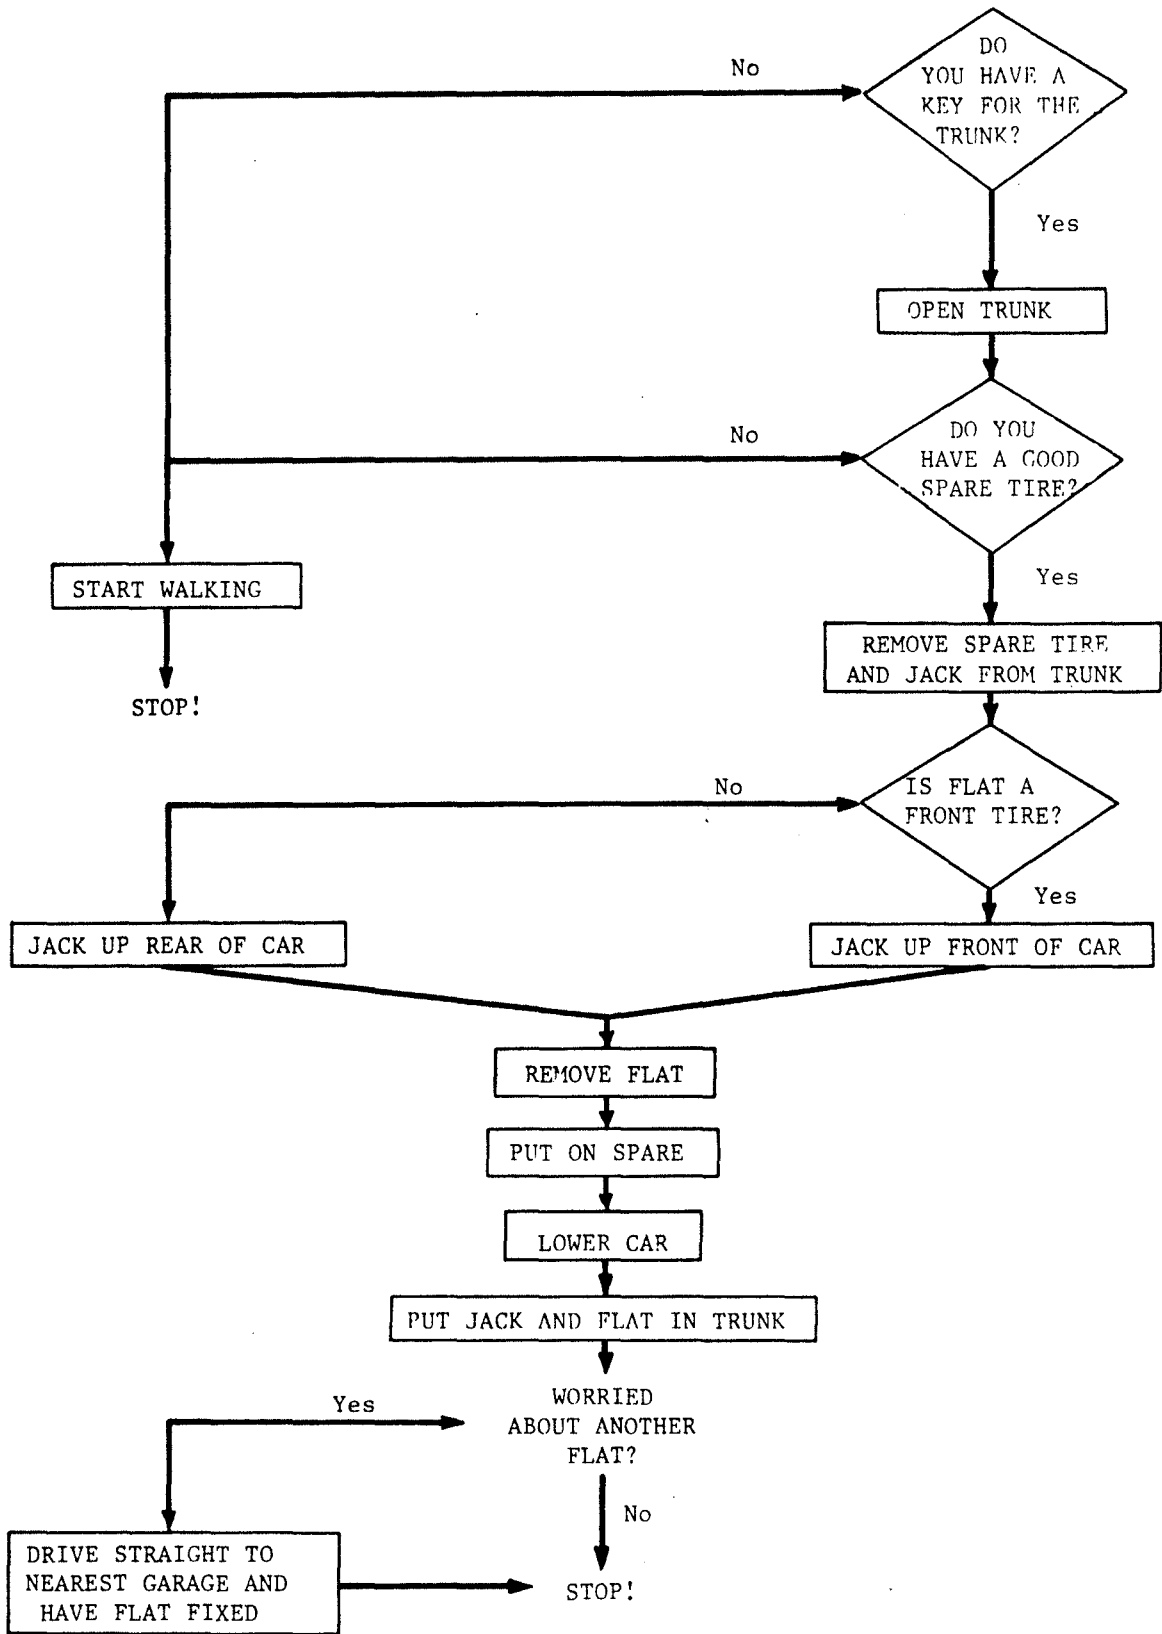 DO
YOU HAVE A
KEY FOR THE
TRUNK?
No
Yes
OPEN TRUNK
DO YOU
HAVE A GOOD
SPARE TIRE?
No
Yes
START WALKING
STOP!
REMOVE SPARE TIRE
AND JACK FROM TRUNK
IS FLAT A
FRONT TIRE?
No
Yes
JACK UP REAR OF CAR
JACK UP FRONT OF CAR
REMOVE FLAT
PUT ON SPARE
LOWER CAR
PUT JACK AND FLAT IN TRUNK
WORRIED
ABOUT ANOTHER
FLAT?
Yes
No
DRIVE STRAIGHT TO
NEAREST GARAGE AND
HAVE FLAT FIXED
STOP!